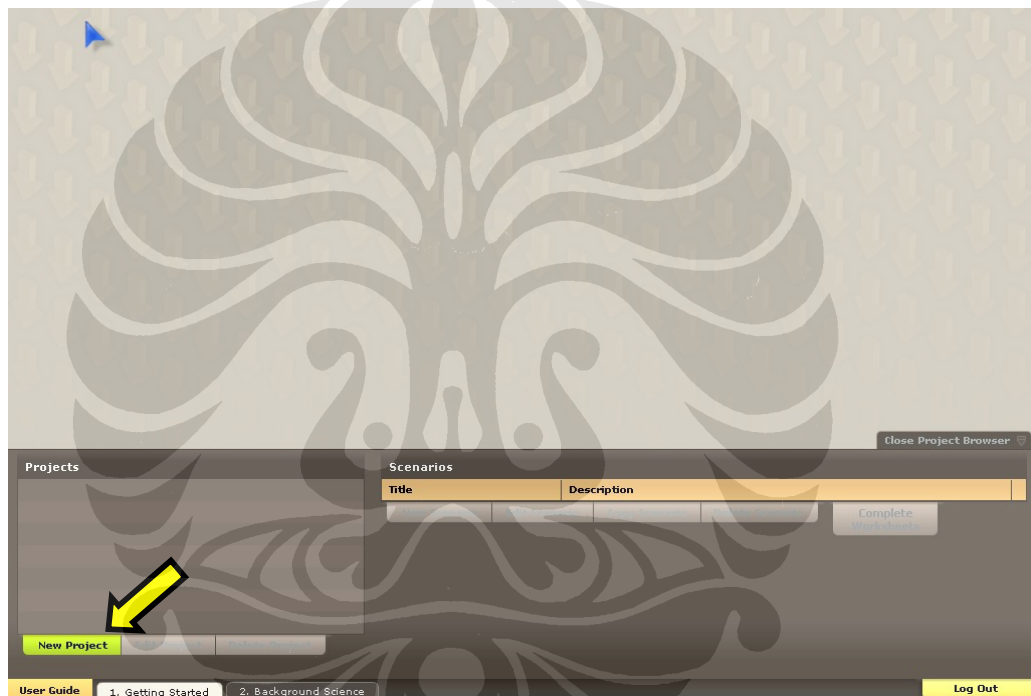 Close Project Browser
Projects
Scenarios
Title Description
Complete
Worksheets
New Project
User Guide 1. Getting Started 2. Background Science Log Out